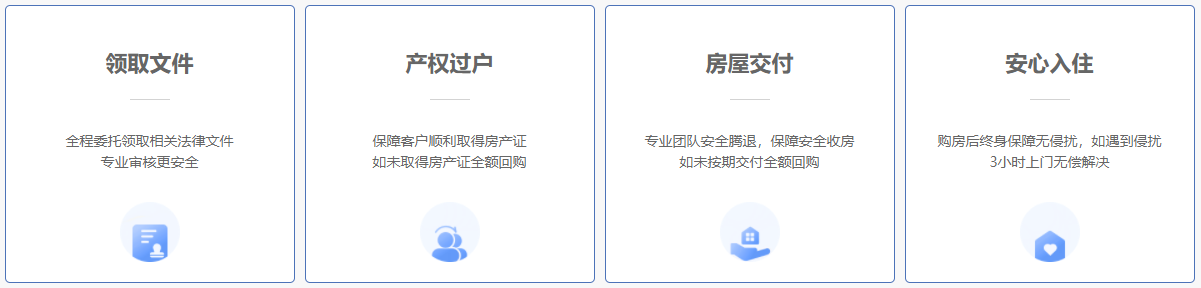 领取文件
全程委托领取相关法律文件
专业审核更安全
产权过户
保障客户顺利取得房产证
如未取得房产证全额回购
房屋交付
专业团队安全腾退，保障安全收房
如未按期交付全额回购
安心入住
购房后终身保障无侵扰，如遇到侵扰
3小时上门无偿解决